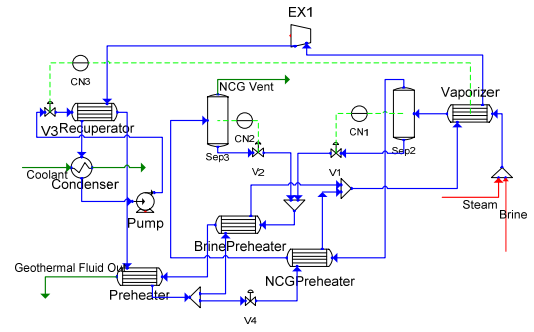 EX1
CN3
Vaporizer
NCG Vent
V3
Recuperator
CN2
CN1
Sep3
Sep2
Coolant
Condenser
V2
V1
Pump
Steam
Brine
BrinePreheater
Geothermal Fluid Ou
Preheater
NCGPreheater
V4